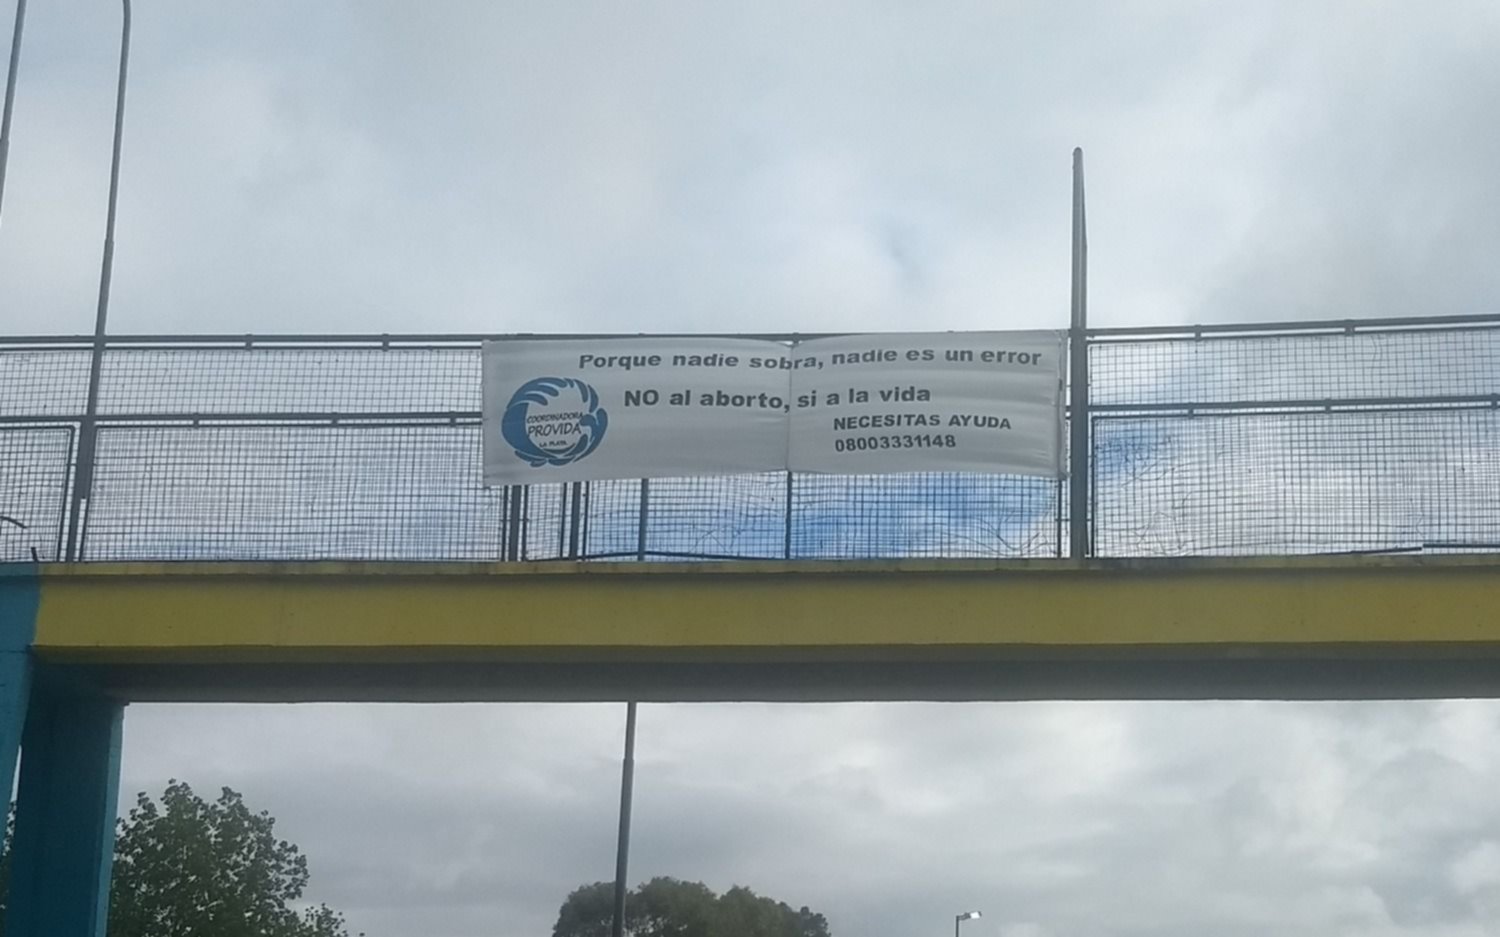 Porque nadie sobra, nadie es un error
NO al aborto, si a la vida
NECESITAS AYUDA
08003331148
COORDINADORA
PROVIDA
LA PLATA